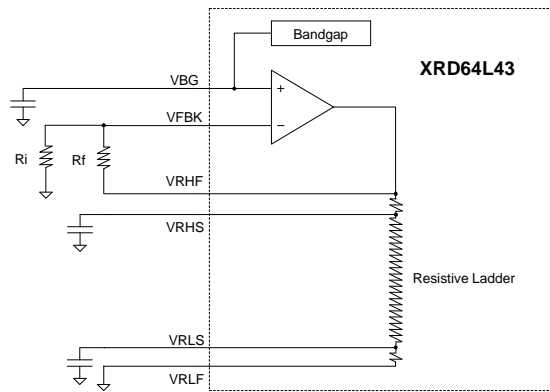 Bandgap
XRD64L43
VBG
+
VFBK
−
Ri
Rf
VRHF
VRHS
Resistive Ladder
VRLS
VRLF